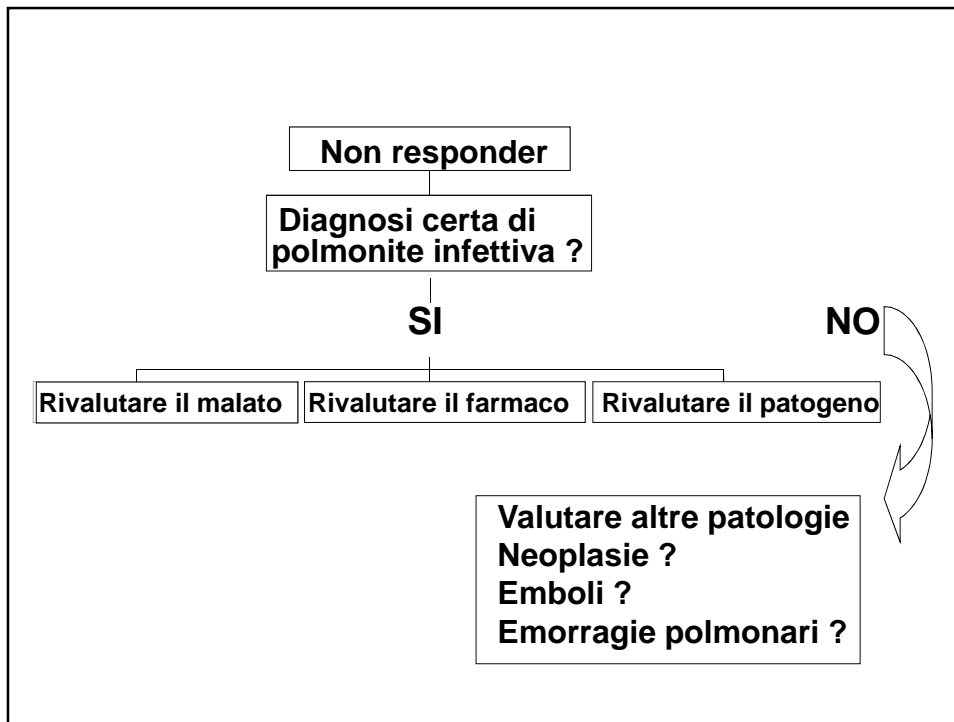 Non responder
Diagnosi certa di
polmonite infettiva ?
SI
NO
Rivalutare il malato
Rivalutare il farmaco
Rivalutare il patogeno
Valutare altre patologie
Neoplasie ?
Emboli ?
Emorragie polmonari ?